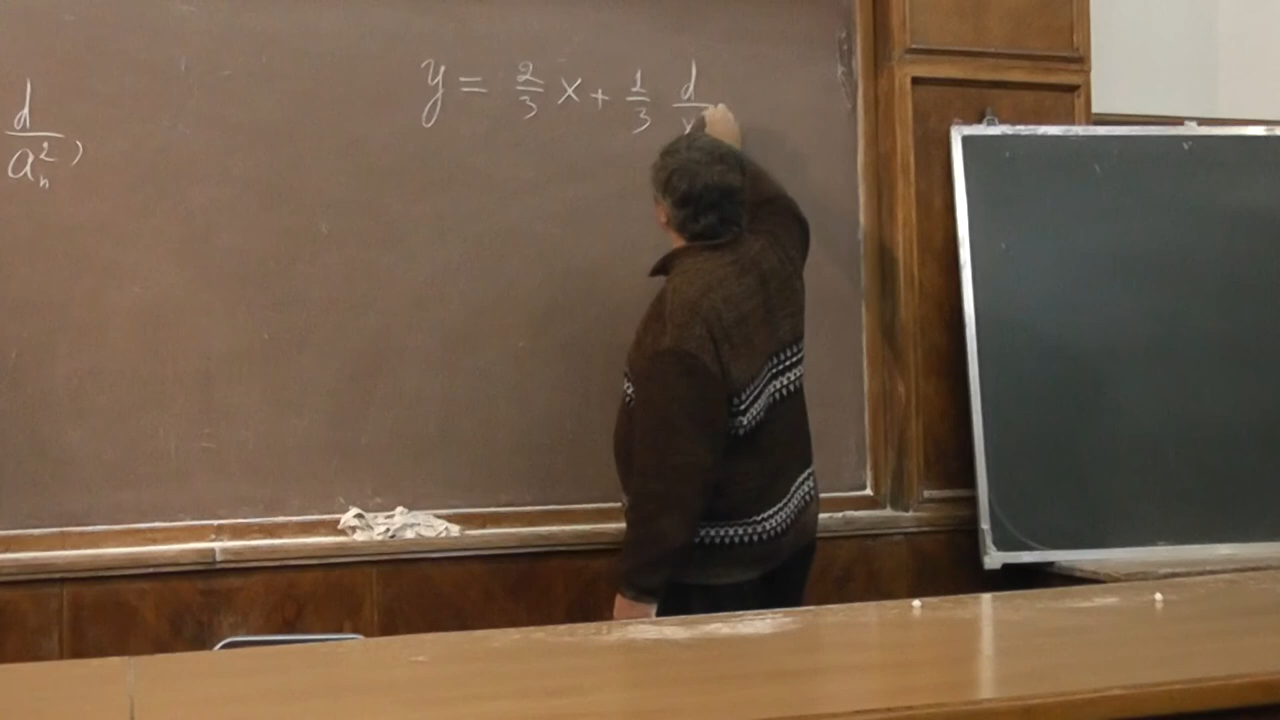 d/a_n^2)
y = 2/3 x + 1/3 d/x